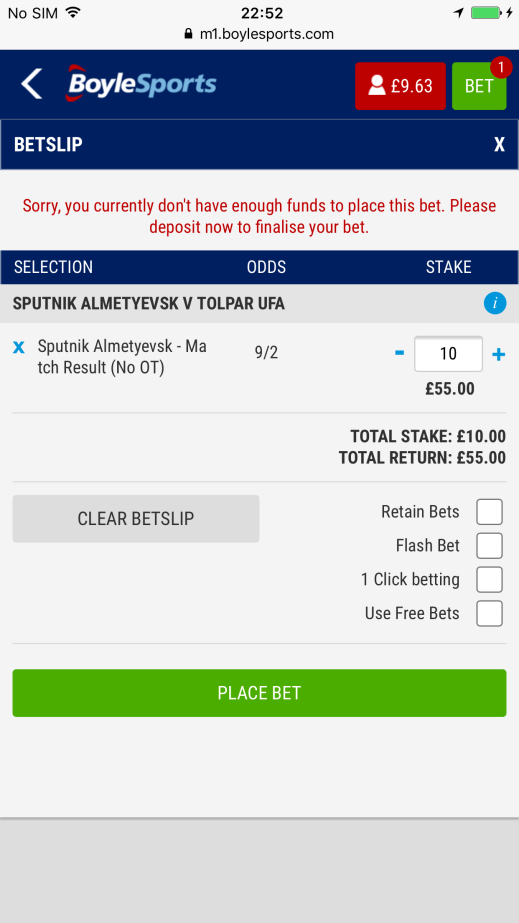 No SIM 22:52
m1.boylesports.com
BoyleSports £9.63 BET 1
BETSLIP X
Sorry, you currently don't have enough funds to place this bet. Please
deposit now to finalise your bet.
SELECTION ODDS STAKE
SPUTNIK ALMETYEVSK V TOLPAR UFA i
X Sputnik Almetyevsk - Ma 9/2 - 10 +
tch Result (No OT)
£55.00
TOTAL STAKE: £10.00
TOTAL RETURN: £55.00
CLEAR BETSLIP
Retain Bets
Flash Bet
1 Click betting
Use Free Bets
PLACE BET